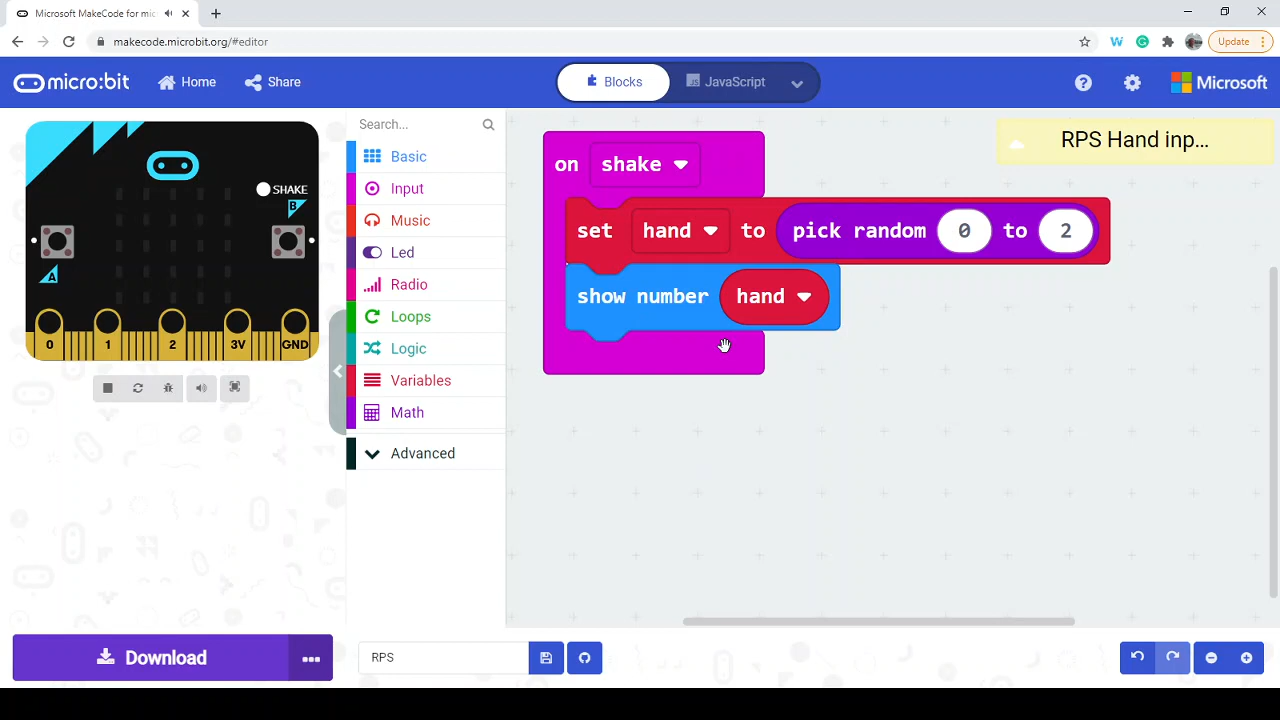 Microsoft MakeCode for mic
makecode.microbit.org/#editor
Update
micro:bit
Home
Share
Blocks
JS
JavaScript
?
Microsoft
SHAKE
B
A
0
1
2
3V
GND
Search...
Basic
Input
Music
Led
Radio
Loops
Logic
Variables
Math
Advanced
on shake
set hand to pick random 0 to 2
show number hand
RPS Hand inp...
Download
...
RPS